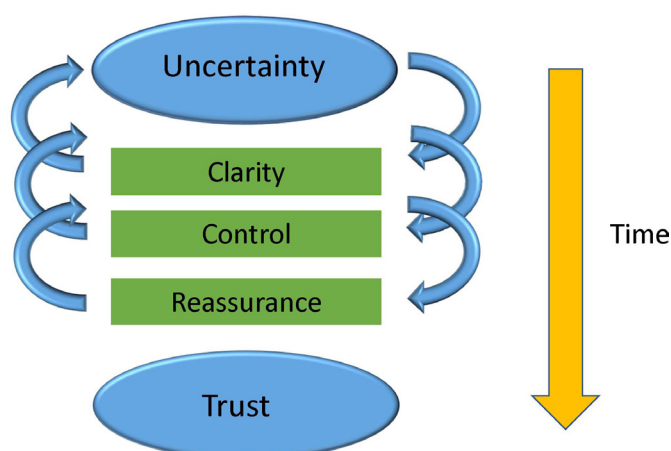 Uncertainty
Clarity
Control
Time
Reassurance
Trust